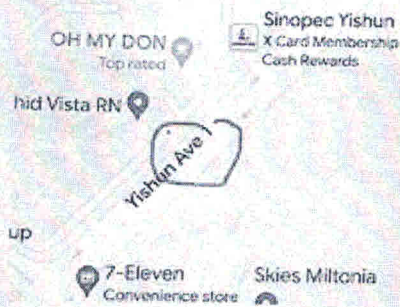 OH MY DON
Top rated
Sinopec Yishun
X Card Membership
Cash Rewards
hid Vista RN
Yishun Ave 1
up
7-Eleven
Convenience store
Skies Miltonia